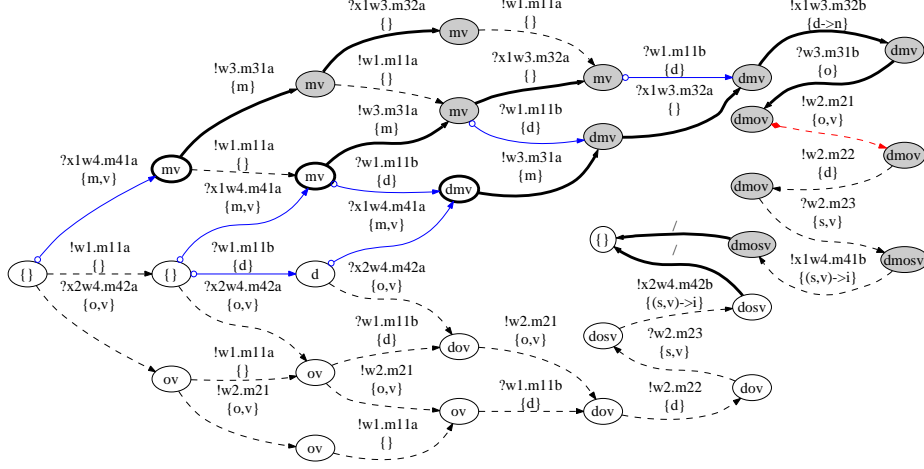 ?x1w3.m32a
{}
!w1.m11a
{}
!x1w3.m32b
{d->n}
!w3.m31a
{m}
mv
!w1.m11a
{}
?x1w3.m32a
{}
?w1.m11b
{d}
?w3.m31b
{o}
dmv
mv
mv
dmv
?x1w4.m41a
{m,v}
!w1.m11a
{}
!w3.m31a
{m}
mv
?w1.m11b
{d}
?x1w3.m32a
{}
dmov
!w2.m21
{o,v}
dmv
dmov
mv
?x1w4.m41a
{m,v}
mv
?w1.m11b
{d}
!w3.m31a
{m}
dmv
!w2.m22
{d}
dmov
?w2.m23
{s,v}
?x1w4.m41a
{m,v}
{}
/
/
dmosv
!x1w4.m41b
{(s,v)->i}
dmosv
{}
!w1.m11a
{}
?x2w4.m42a
{o,v}
{}
?w1.m11b
{d}
?x2w4.m42a
{o,v}
d
?x2w4.m42a
{o,v}
!x2w4.m42b
{(s,v)->i}
dosv
?w1.m11b
{d}
!w2.m21
{o,v}
dosv
?w2.m23
{s,v}
dov
ov
!w1.m11a
{}
!w2.m21
{o,v}
ov
!w2.m21
{o,v}
?w1.m11b
{d}
!w2.m22
{d}
dov
ov
dov
!w1.m11a
{}
ov